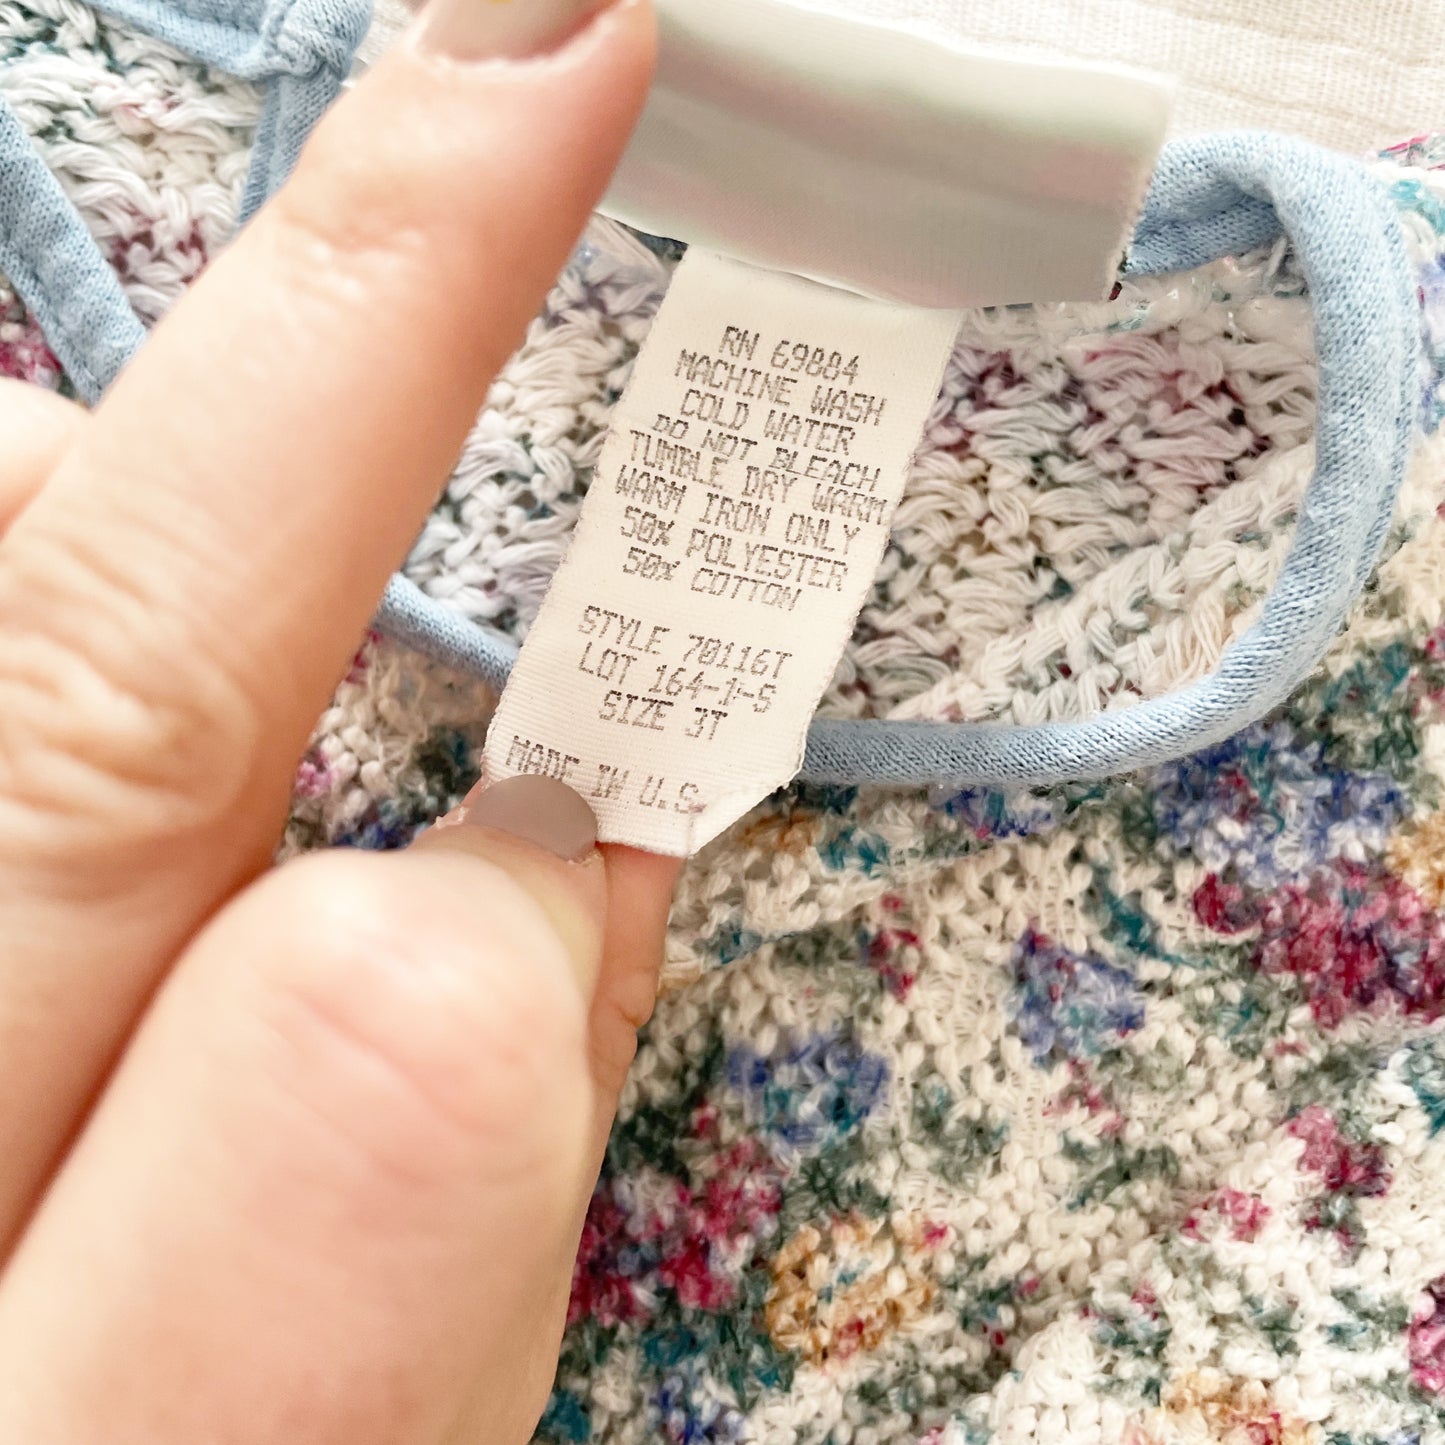 RN 69884
MACHINE WASH
COLD WATER
DO NOT BLEACH
TUMBLE DRY WARM
WARM IRON ONLY
50% POLYESTER
50% COTTON
STYLE 70116T
LOT 164-1-S
SIZE 3T
MADE IN U.S.